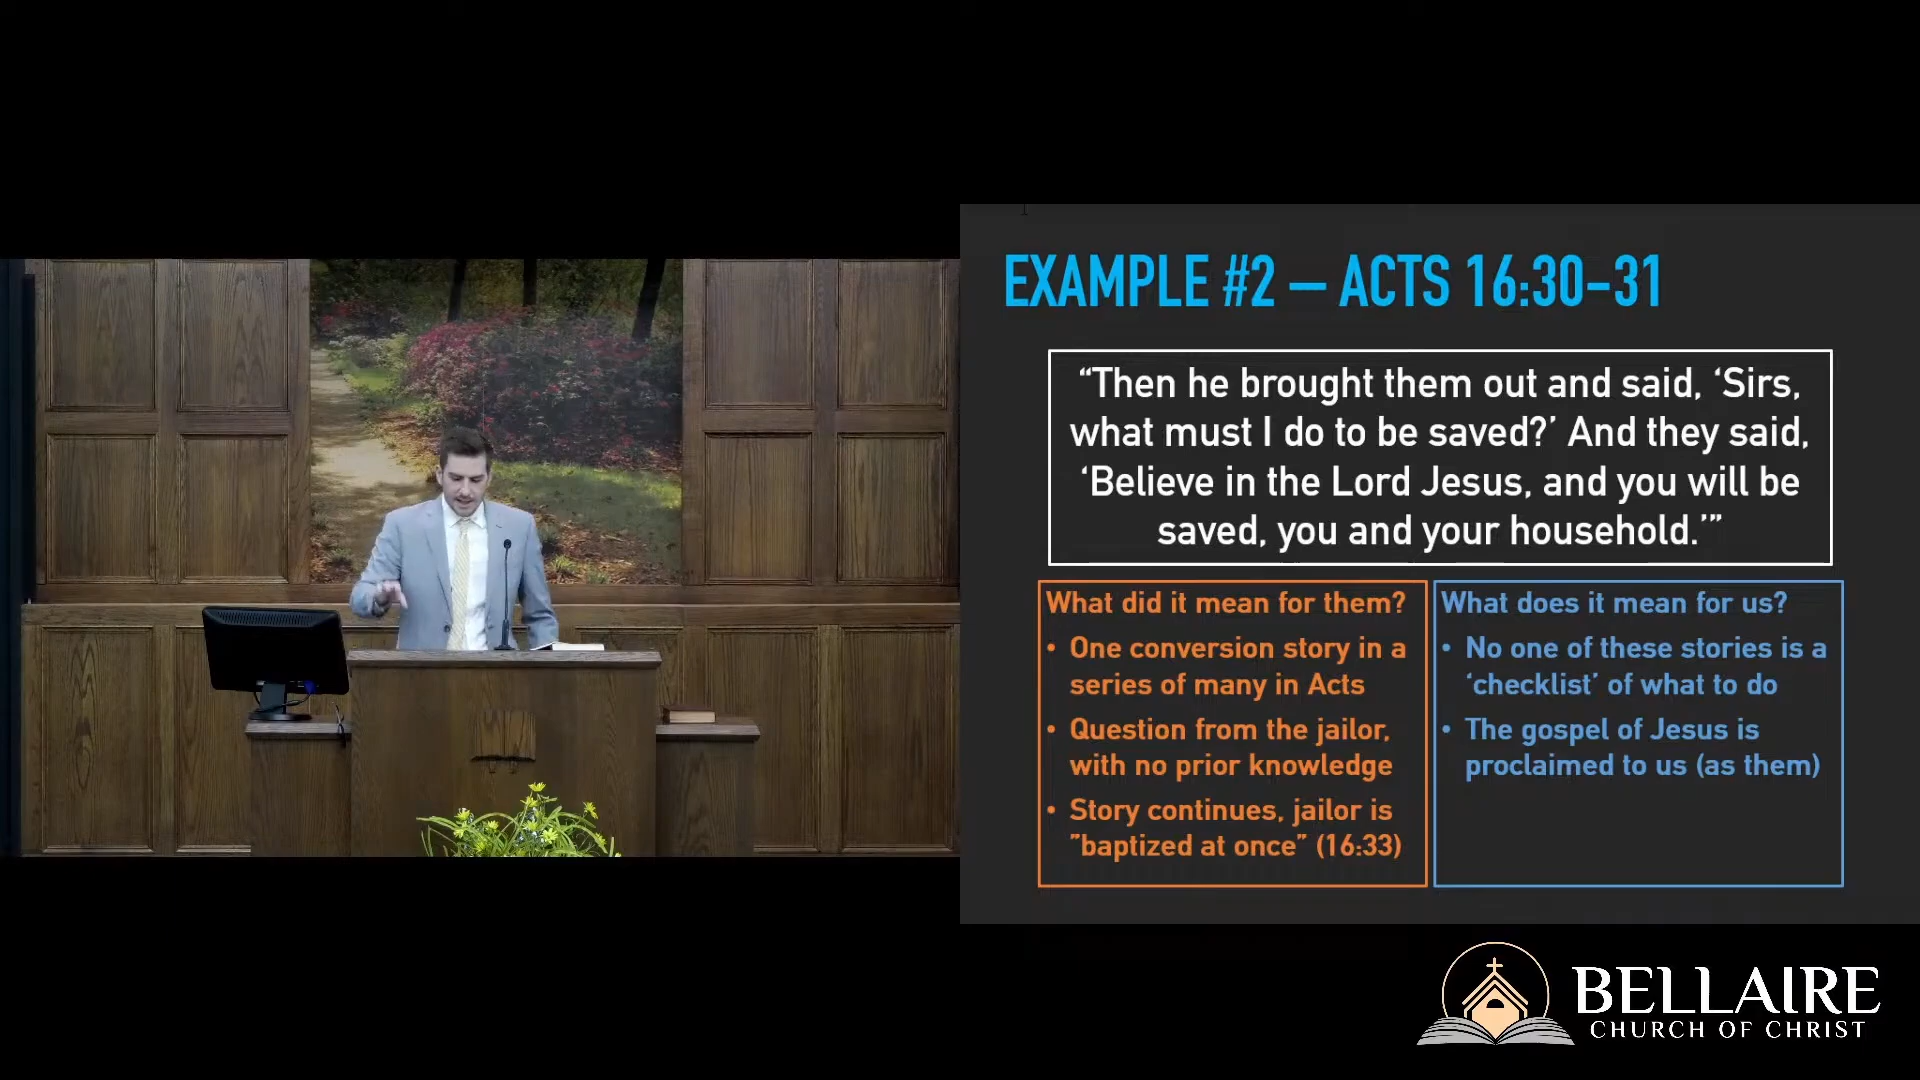 EXAMPLE #2 – ACTS 16:30-31
“Then he brought them out and said, ‘Sirs,
what must I do to be saved?’ And they said,
‘Believe in the Lord Jesus, and you will be
saved, you and your household.’”
What did it mean for them?
• One conversion story in a
series of many in Acts
• Question from the jailor,
with no prior knowledge
• Story continues, jailor is
”baptized at once” (16:33)
What does it mean for us?
• No one of these stories is a
‘checklist’ of what to do
• The gospel of Jesus is
proclaimed to us (as them)
BELLAIRE
CHURCH OF CHRIST